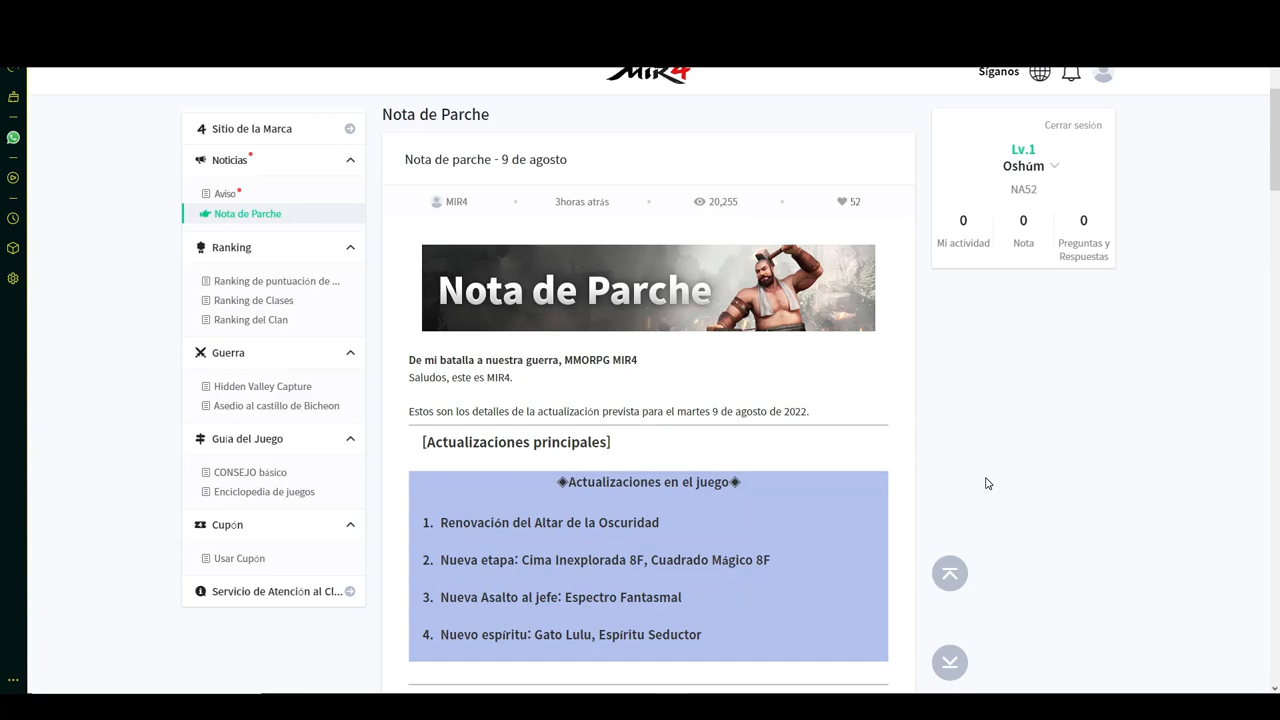 MIR4
Síganos
Sitio de la Marca
Noticias
Aviso
Nota de Parche
Ranking
Ranking de puntuación de ...
Ranking de Clases
Ranking del Clan
Guerra
Hidden Valley Capture
Asedio al castillo de Bicheon
Guía del Juego
CONSEJO básico
Enciclopedia de juegos
Cupón
Usar Cupón
Servicio de Atención al Cl...
Nota de Parche
Nota de parche - 9 de agosto
MIR4 • 3horas atrás • 20,255 • 52
Nota de Parche
De mi batalla a nuestra guerra, MMORPG MIR4
Saludos, este es MIR4.
Estos son los detalles de la actualización prevista para el martes 9 de agosto de 2022.
[Actualizaciones principales]
◈Actualizaciones en el juego◈
1. Renovación del Altar de la Oscuridad
2. Nueva etapa: Cima Inexplorada 8F, Cuadrado Mágico 8F
3. Nueva Asalto al jefe: Espectro Fantasmal
4. Nuevo espíritu: Gato Lulu, Espíritu Seductor
Cerrar sesión
Lv.1
Oshúm
NA52
0 0 0
Mi actividad Nota Preguntas y
Respuestas